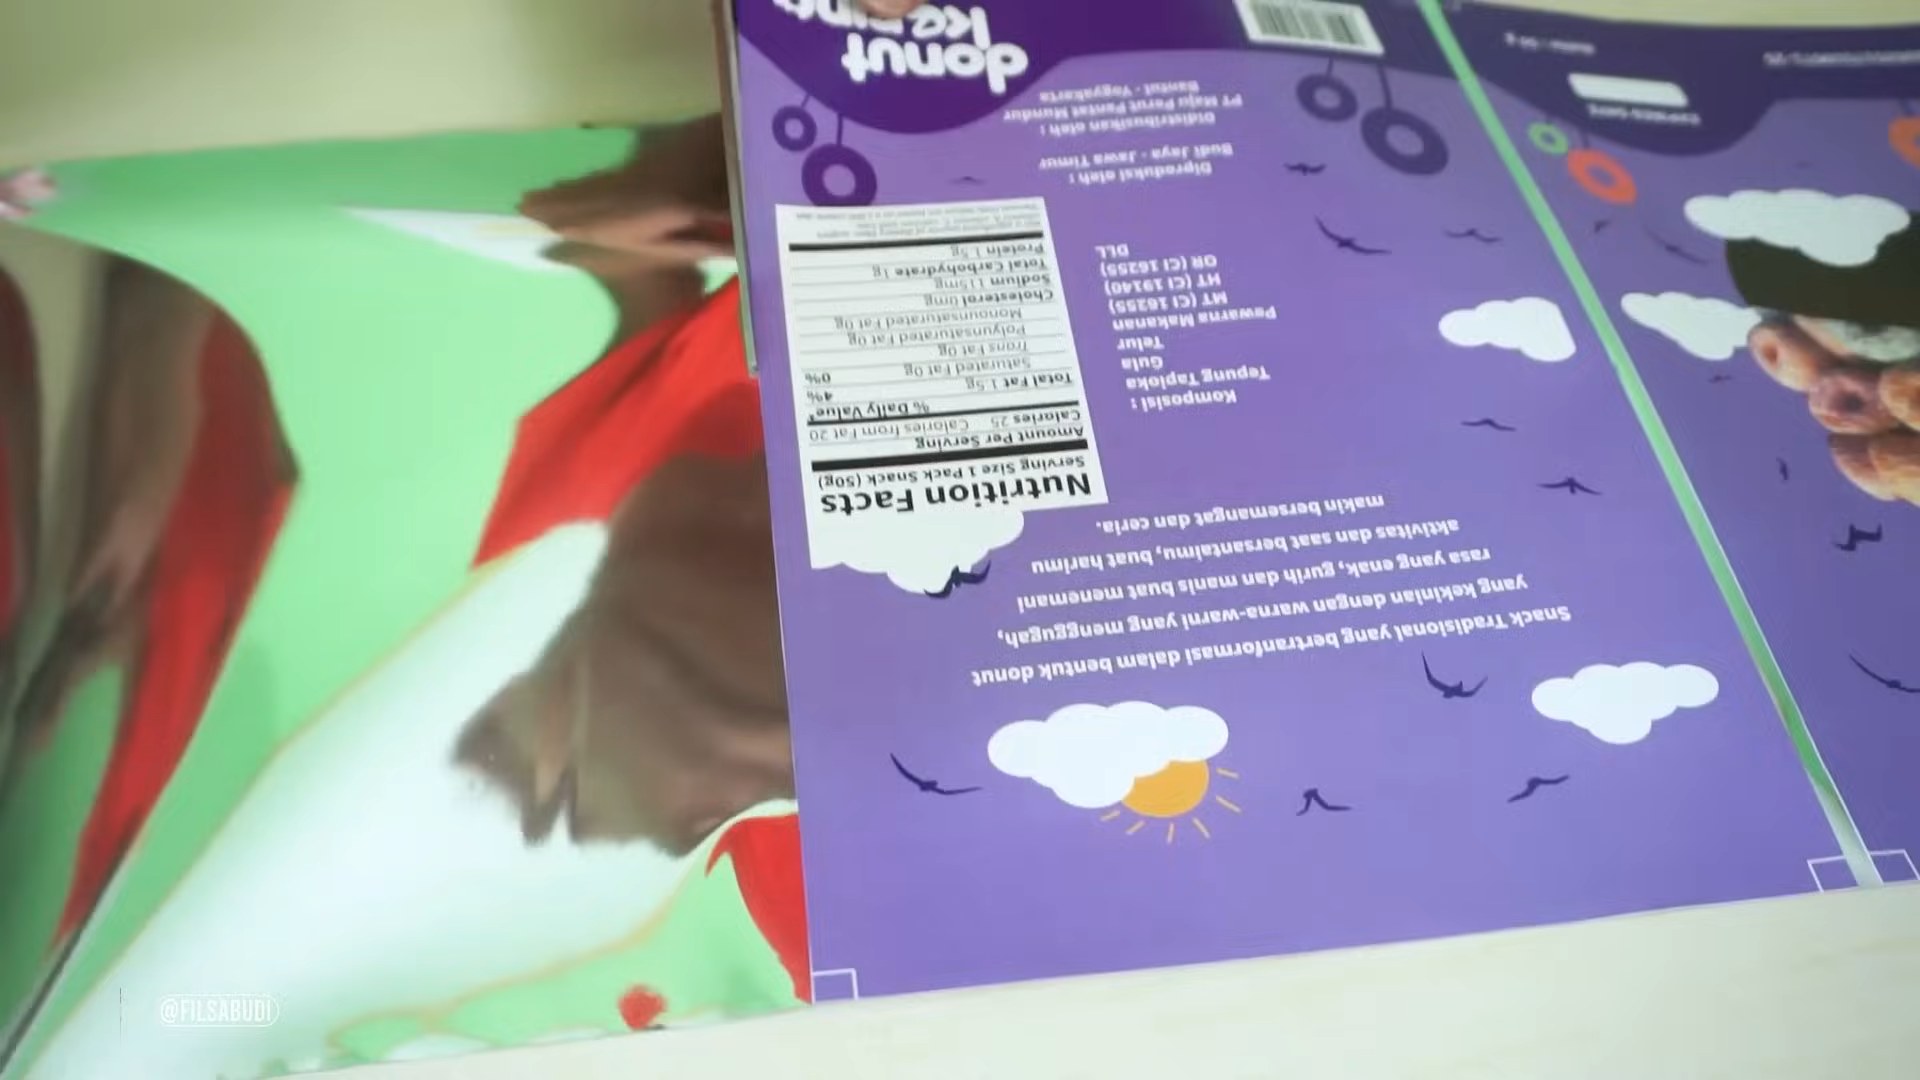 Snack Tradisional yang bertranformasi dalam bentuk donut
yang kekinian dengan warna-warni yang menggugah,
rasa yang enak, gurih dan manis buat menemani
aktivitas dan saat bersantaimu, buat harimu
makin bersemangat dan ceria.
Nutrition Facts
Serving Size 1 Pack Snack (50g)
Amount Per Serving
Calories 25 Calories from Fat 20
% Daily Value*
Total Fat 1.5g 4%
Saturated Fat 0g 0%
Trans Fat 0g
Polyunsaturated Fat 0g
Monounsaturated Fat 0g
Cholesterol 0mg
Sodium 115mg
Total Carbohydrate 1g
Protein 1.5g
Komposisi :
Tepung Tapioka
Gula
Telur
Pewarna Makanan
MT (CI 16255)
HT (CI 19140)
OR (CI 16255)
DLL
Diproduksi oleh :
Budi Jaya - Jawa Timur
Didistribusikan oleh :
PT Maju Perut Pantat Mundur
Bantul - Yogyakarta
donut
EXPIRED DATE
@FILSABUDI